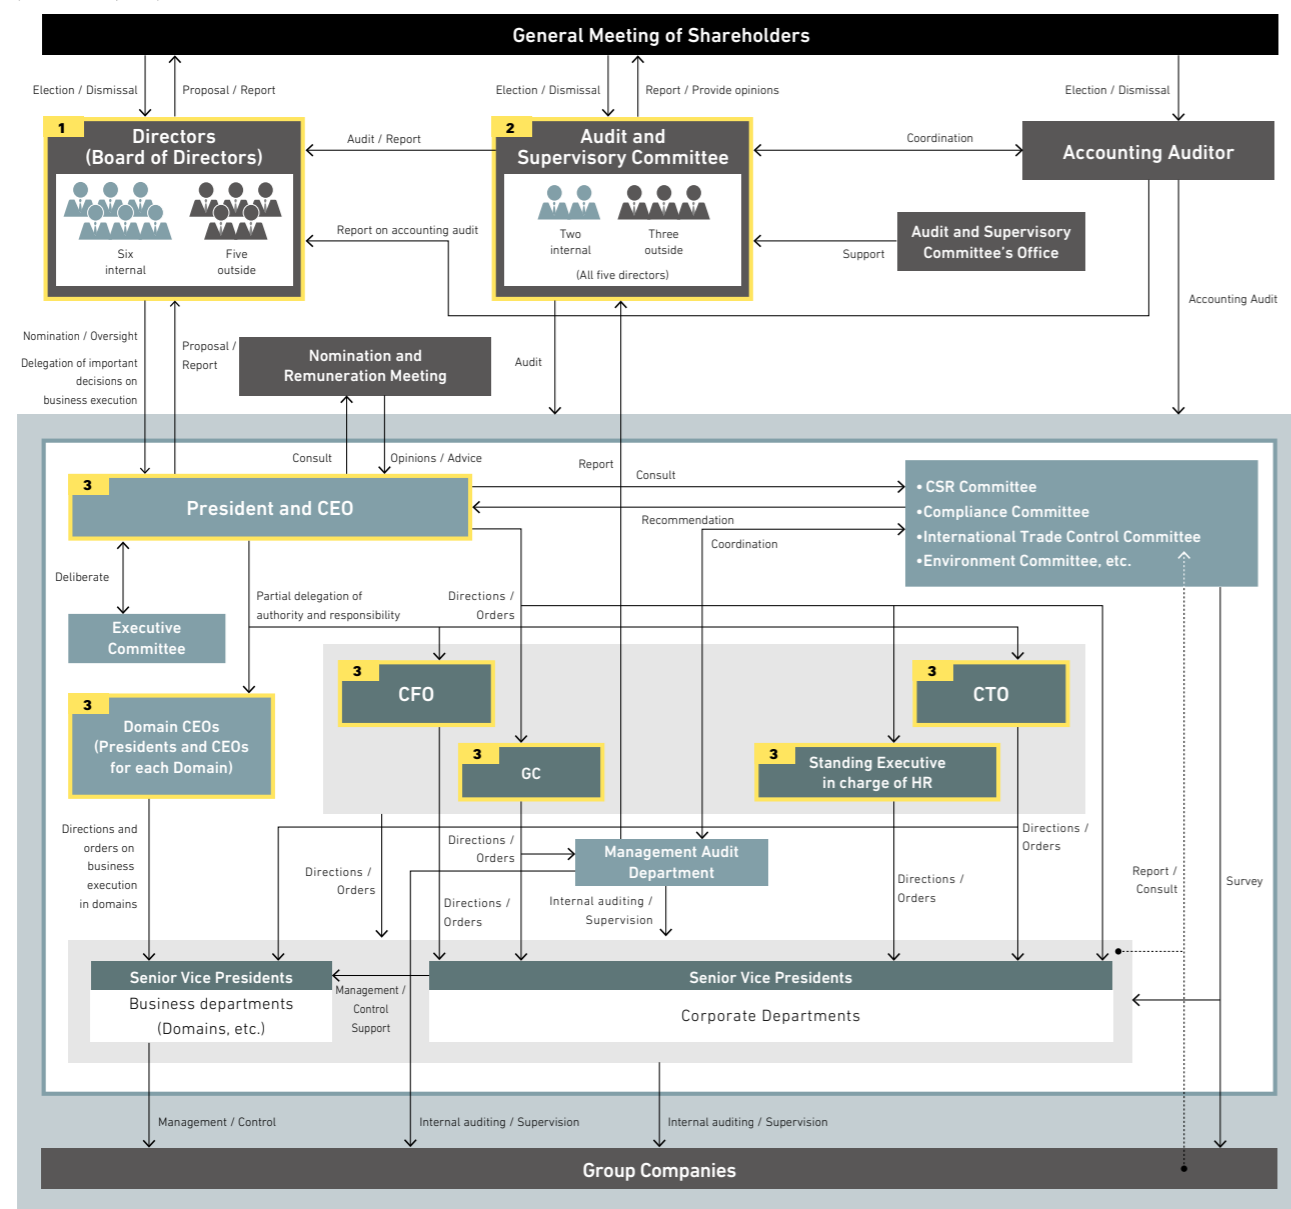 General Meeting of Shareholders
Election / Dismissal
Proposal / Report
Election / Dismissal
Report / Provide opinions
Election / Dismissal
1
Directors
(Board of Directors)
Six
internal
Five
outside
Audit / Report
2
Audit and
Supervisory Committee
Two
internal
Three
outside
(All five directors)
Coordination
Accounting Auditor
Report on accounting audit
Support
Audit and Supervisory
Committee's Office
Accounting Audit
Nomination / Oversight
Delegation of important
decisions on
business execution
Proposal /
Report
Nomination and
Remuneration Meeting
Audit
Consult
Opinions / Advice
Report
Consult
3
President and CEO
Recommendation
Coordination
•CSR Committee
•Compliance Committee
•International Trade Control Committee
•Environment Committee, etc.
Deliberate
Partial delegation of
authority and responsibility
Directions /
Orders
Executive
Committee
3
CFO
3
CTO
3
Domain CEOs
(Presidents and CEOs
for each Domain)
3
GC
3
Standing Executive
in charge of HR
Directions and
orders on
business
execution
in domains
Directions /
Orders
Directions /
Orders
Directions /
Orders
Management Audit
Department
Internal auditing /
Supervision
Directions /
Orders
Directions /
Orders
Report /
Consult
Survey
Senior Vice Presidents
Business departments
(Domains, etc.)
Management /
Control
Support
Senior Vice Presidents
Corporate Departments
Management / Control
Internal auditing / Supervision
Internal auditing / Supervision
Group Companies